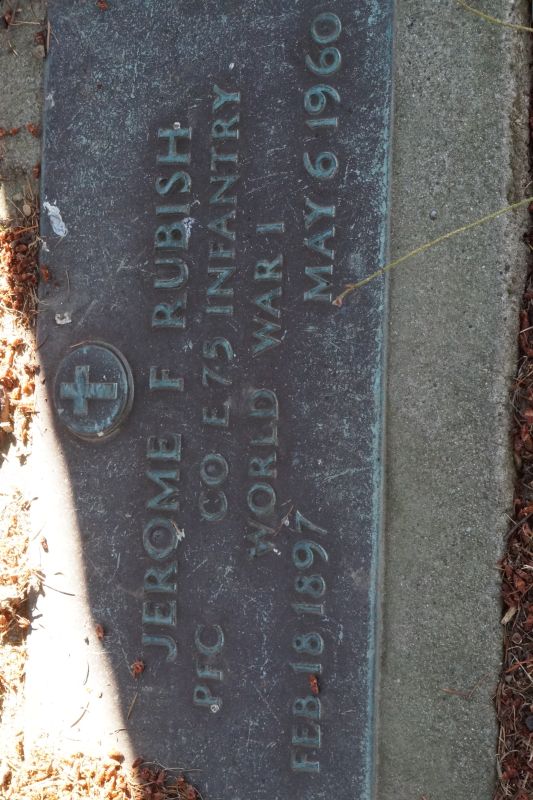 JEROME F RUBISH
PFC CO E 75 INFANTRY
WORLD WAR I
FEB 18 1897 MAY 6 1960